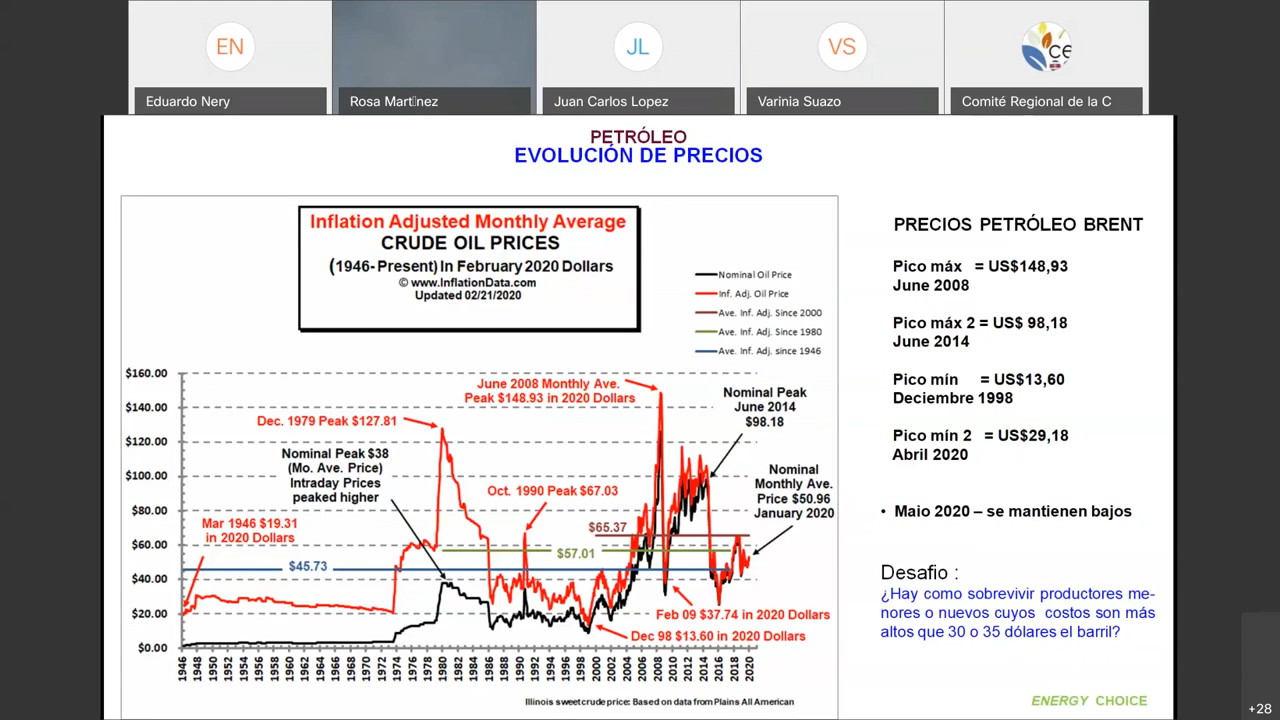 EN
JL
VS
CE
Eduardo Nery
Rosa Mart▯nez
Juan Carlos Lopez
Varinia Suazo
Comité Regional de la C
PETRÓLEO
EVOLUCIÓN DE PRECIOS
Inflation Adjusted Monthly Average
CRUDE OIL PRICES
(1946-Present) In February 2020 Dollars
© www.InflationData.com
Updated 02/21/2020
Nominal Oil Price
Inf. Adj. Oil Price
Ave. Inf. Adj. Since 2000
Ave. Inf. Adj. Since 1980
Ave. Inf. Adj. since 1946
$160.00
$140.00
$120.00
$100.00
$80.00
$60.00
$40.00
$20.00
$0.00
June 2008 Monthly Ave.
Peak $148.93 in 2020 Dollars
Nominal Peak
June 2014
$98.18
Dec. 1979 Peak $127.81
Nominal Peak $38
(Mo. Ave. Price)
Intraday Prices
peaked higher
Oct. 1990 Peak $67.03
Nominal
Monthly Ave.
Price $50.96
January 2020
Mar 1946 $19.31
in 2020 Dollars
$65.37
$57.01
$45.73
Feb 09 $37.74 in 2020 Dollars
Dec 98 $13.60 in 2020 Dollars
1946 1948 1950 1952 1954 1956 1958 1960 1962 1964 1966 1968 1970 1972 1974 1976 1978 1980 1982 1984 1986 1988 1990 1992 1994 1996 1998 2000 2002 2004 2006 2008 2010 2012 2014 2016 2018 2020
Illinois sweet crude price: Based on data from Plains All American
PRECIOS PETRÓLEO BRENT
Pico máx = US$148,93
June 2008
Pico máx 2 = US$ 98,18
June 2014
Pico mín = US$13,60
Deciembre 1998
Pico mín 2 = US$29,18
Abril 2020
• Maio 2020 – se mantienen bajos
Desafio :
¿Hay como sobrevivir productores me-
nores o nuevos cuyos costos son más
altos que 30 o 35 dólares el barril?
ENERGY CHOICE
+28